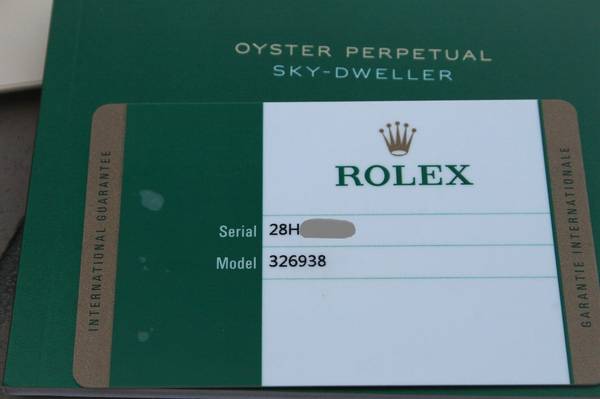 OYSTER PERPETUAL
SKY-DWELLER
INTERNATIONAL GUARANTEE
ROLEX
Serial 28H
Model 326938
GARANTIE INTERNATIONALE